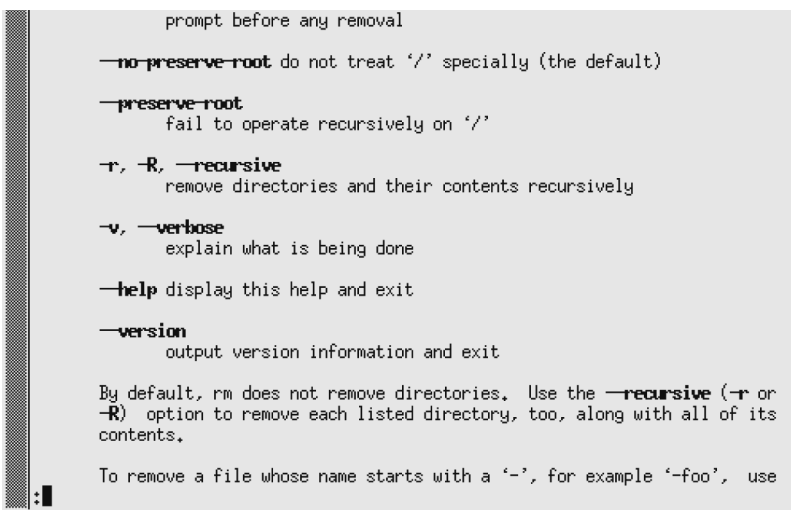 prompt before any removal
--no-preserve-root do not treat ‘/’ specially (the default)
--preserve-root
fail to operate recursively on ‘/’
-r, -R, --recursive
remove directories and their contents recursively
-v, --verbose
explain what is being done
--help display this help and exit
--version
output version information and exit
By default, rm does not remove directories.  Use the --recursive (-r or
-R)  option to remove each listed directory, too, along with all of its
contents.
To remove a file whose name starts with a ‘-’, for example ‘-foo’,  use
: